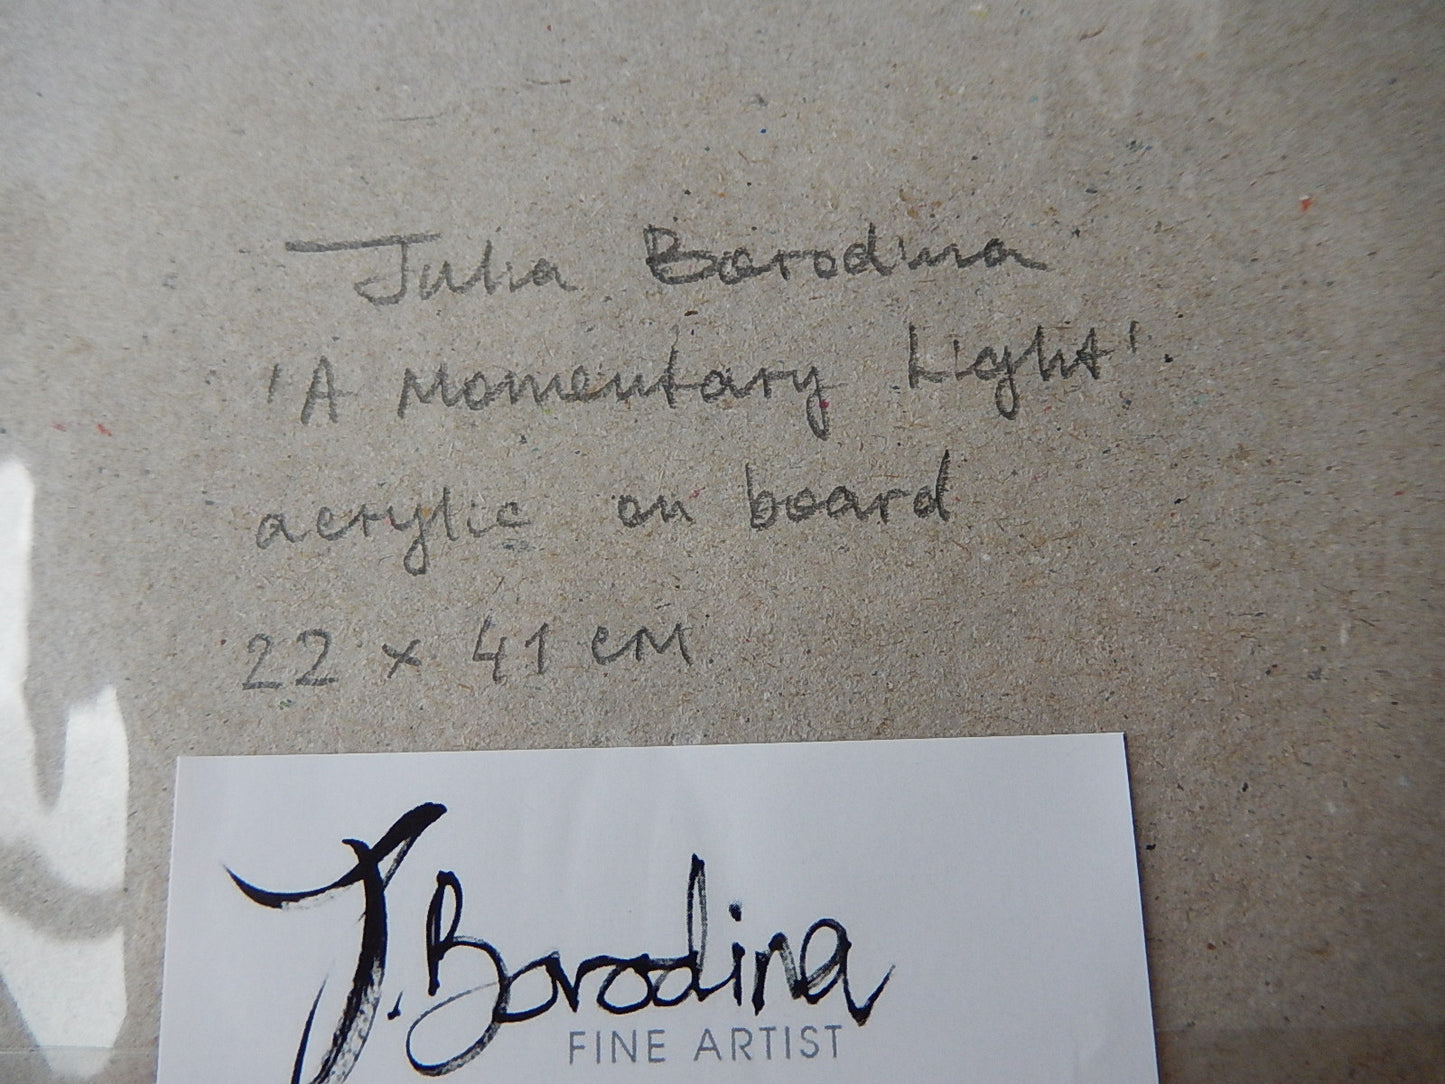 Julia Borodina
'A Momentary Light'.
acrylic on board
22 x 41 cm
J. Borodina
FINE ARTIST